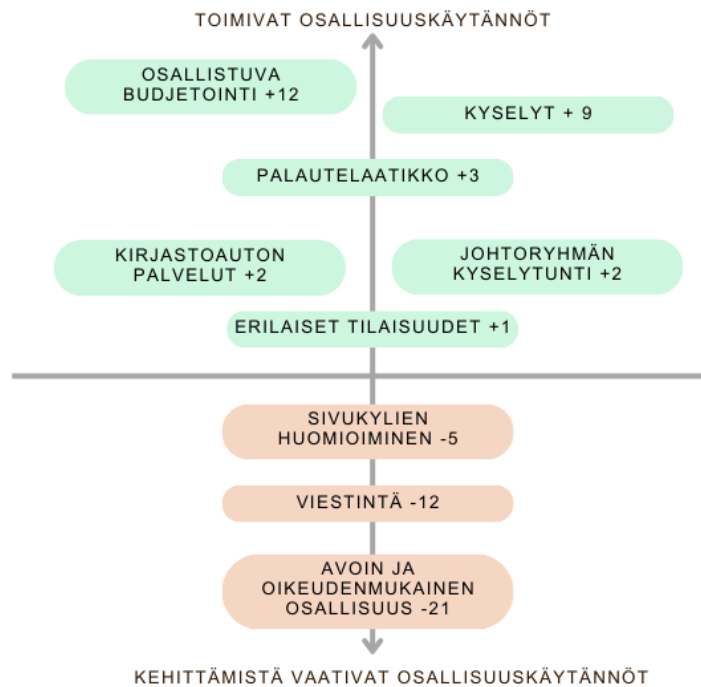 TOIMIVAT OSALLISUUSKÄYTÄNNÖT
OSALLISTUVA
BUDJETOINTI +12
KYSELYT + 9
PALAUTELAATIKKO +3
KIRJASTOAUTON
PALVELUT +2
JOHTORYHMÄN
KYSELYTUNTI +2
ERILAISET TILAISUUDET +1
SIVUKYLIEN
HUOMIOIMINEN -5
VIESTINTÄ -12
AVOIN JA
OIKEUDENMUKAINEN
OSALLISUUS -21
KEHITTÄMISTÄ VAATIVAT OSALLISUUSKÄYTÄNNÖT